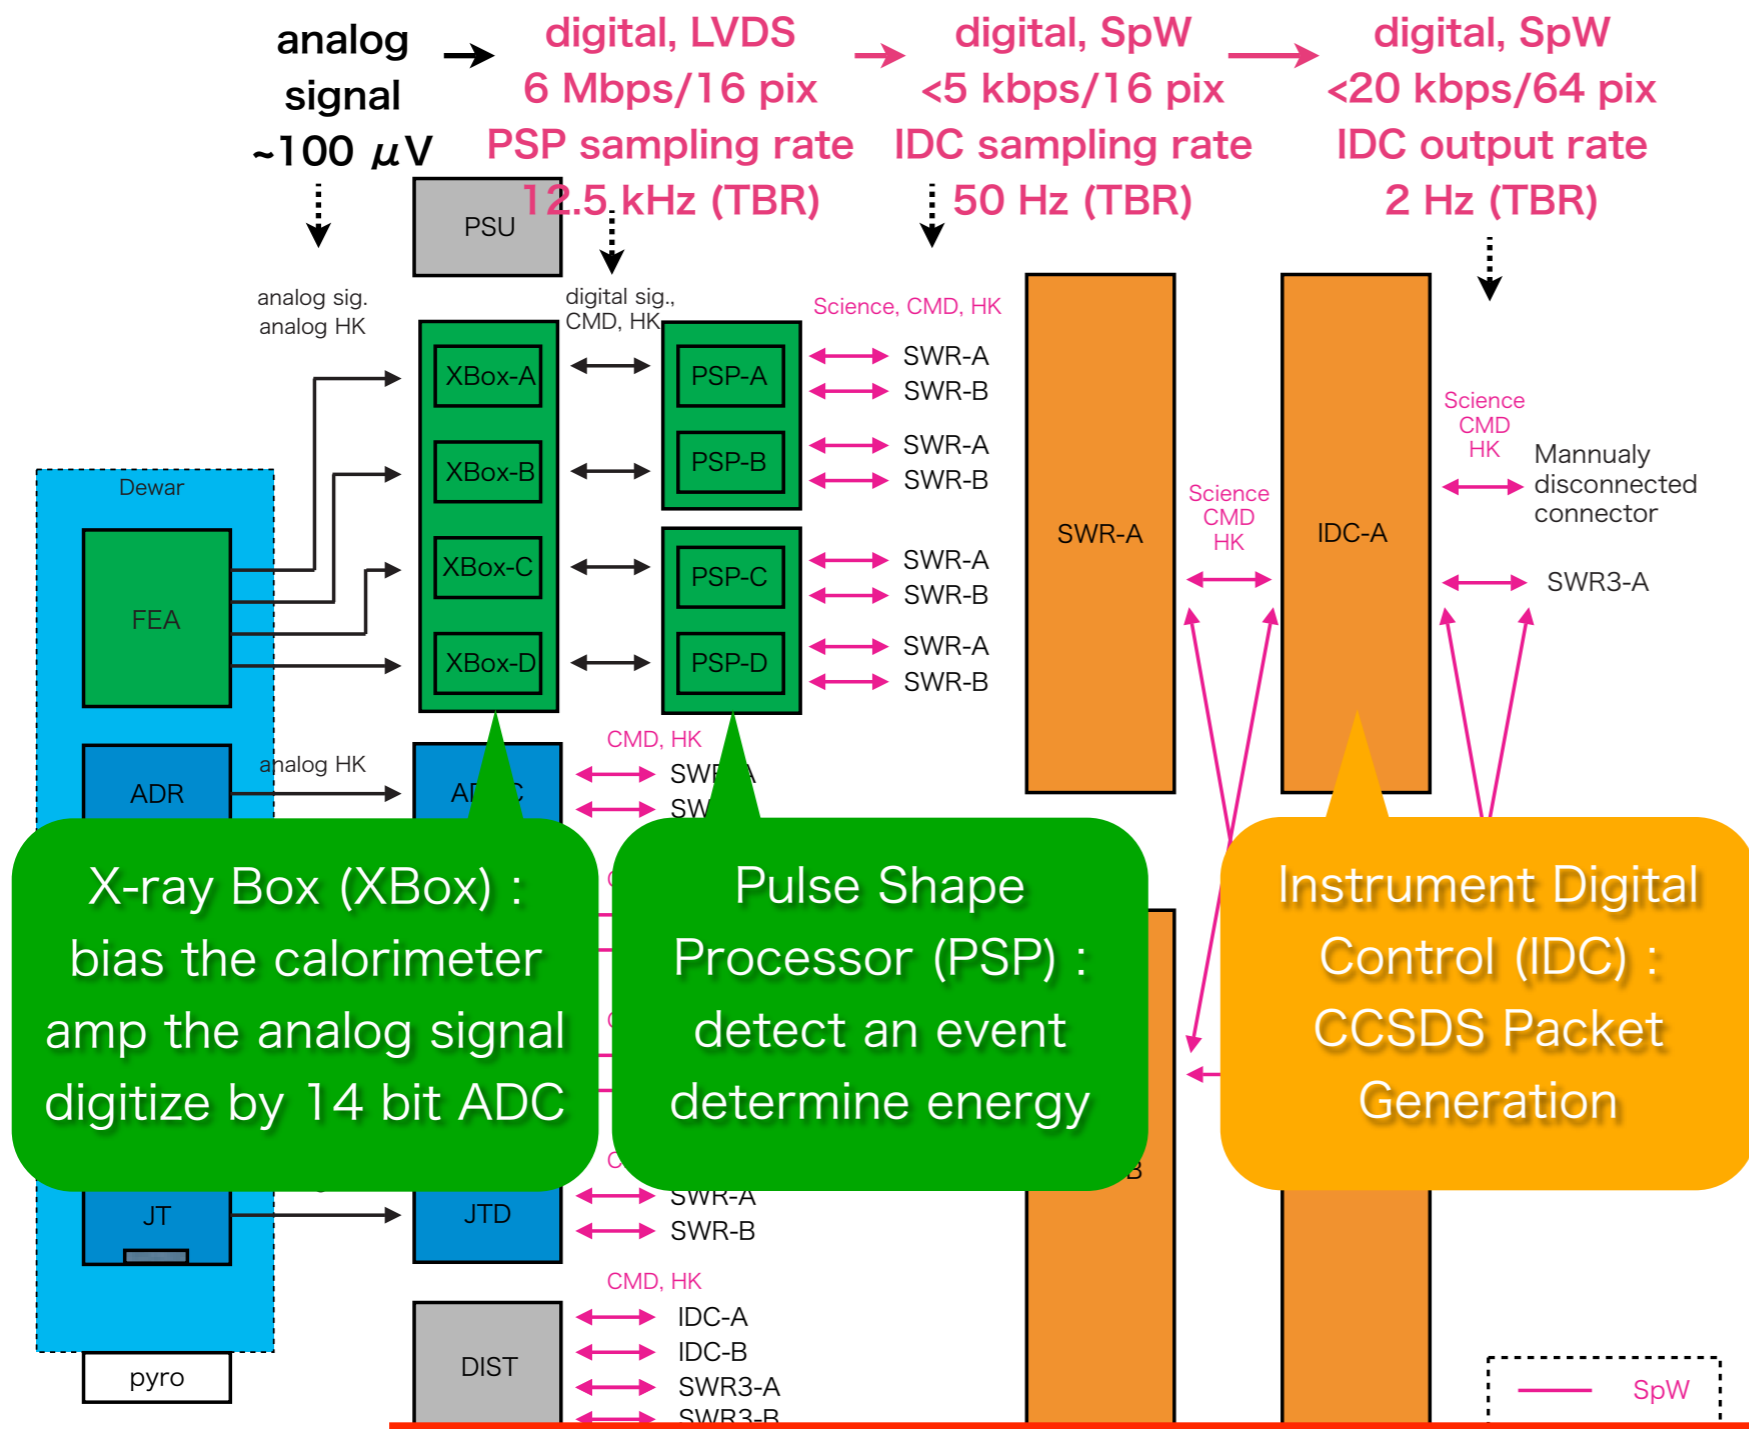 analog
signal
~100 μV
digital, LVDS
6 Mbps/16 pix
PSP sampling rate
12.5 kHz (TBR)
digital, SpW
<5 kbps/16 pix
IDC sampling rate
50 Hz (TBR)
digital, SpW
<20 kbps/64 pix
IDC output rate
2 Hz (TBR)
PSU
analog sig.
analog HK
digital sig.,
CMD, HK
Science, CMD, HK
XBox-A
XBox-B
XBox-C
XBox-D
PSP-A
PSP-B
PSP-C
PSP-D
SWR-A
SWR-B
SWR-A
SWR-B
SWR-A
SWR-B
SWR-A
SWR-B
SWR-A
Science
CMD
HK
IDC-A
Science
CMD
HK
Mannualy
disconnected
connector
SWR3-A
Dewar
FEA
ADR
analog HK
CMD, HK
X-ray Box (XBox) :
bias the calorimeter
amp the analog signal
digitize by 14 bit ADC
Pulse Shape
Processor (PSP) :
detect an event
determine energy
Instrument Digital
Control (IDC) :
CCSDS Packet
Generation
JT
JTD
SWR-A
SWR-B
CMD, HK
DIST
IDC-A
IDC-B
SWR3-A
SWR3-B
pyro
SpW